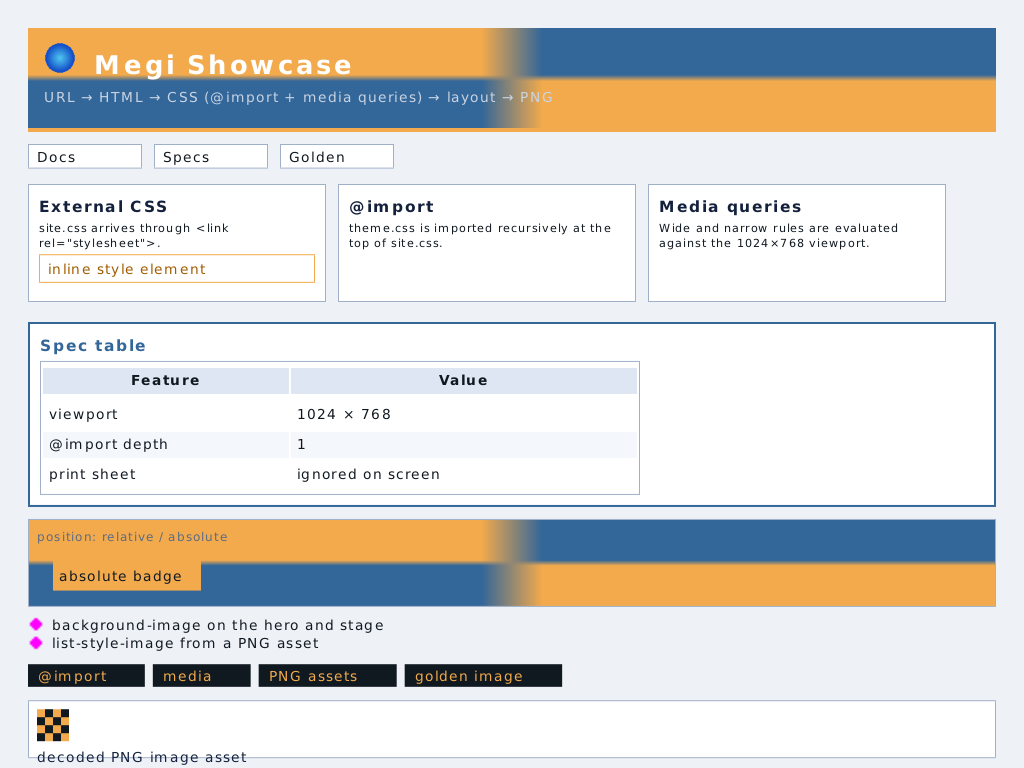 Megi Showcase
URL → HTML → CSS (@import + media queries) → layout → PNG
Docs
Specs
Golden
External CSS
site.css arrives through <link
rel="stylesheet">.
inline style element
@import
theme.css is imported recursively at the
top of site.css.
Media queries
Wide and narrow rules are evaluated
against the 1024×768 viewport.
Spec table
Feature Value
viewport 1024 × 768
@import depth 1
print sheet ignored on screen
position: relative / absolute
absolute badge
background-image on the hero and stage
list-style-image from a PNG asset
@import
media
PNG assets
golden image
decoded PNG image asset